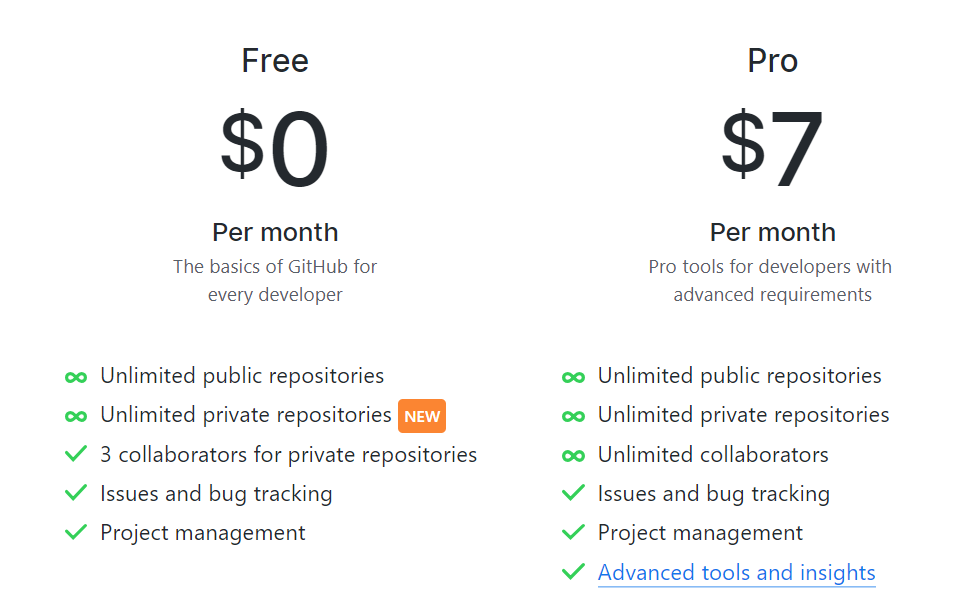 Free
$0
Per month
The basics of GitHub for
every developer
Unlimited public repositories
Unlimited private repositories NEW
3 collaborators for private repositories
Issues and bug tracking
Project management
Pro
$7
Per month
Pro tools for developers with
advanced requirements
Unlimited public repositories
Unlimited private repositories
Unlimited collaborators
Issues and bug tracking
Project management
Advanced tools and insights